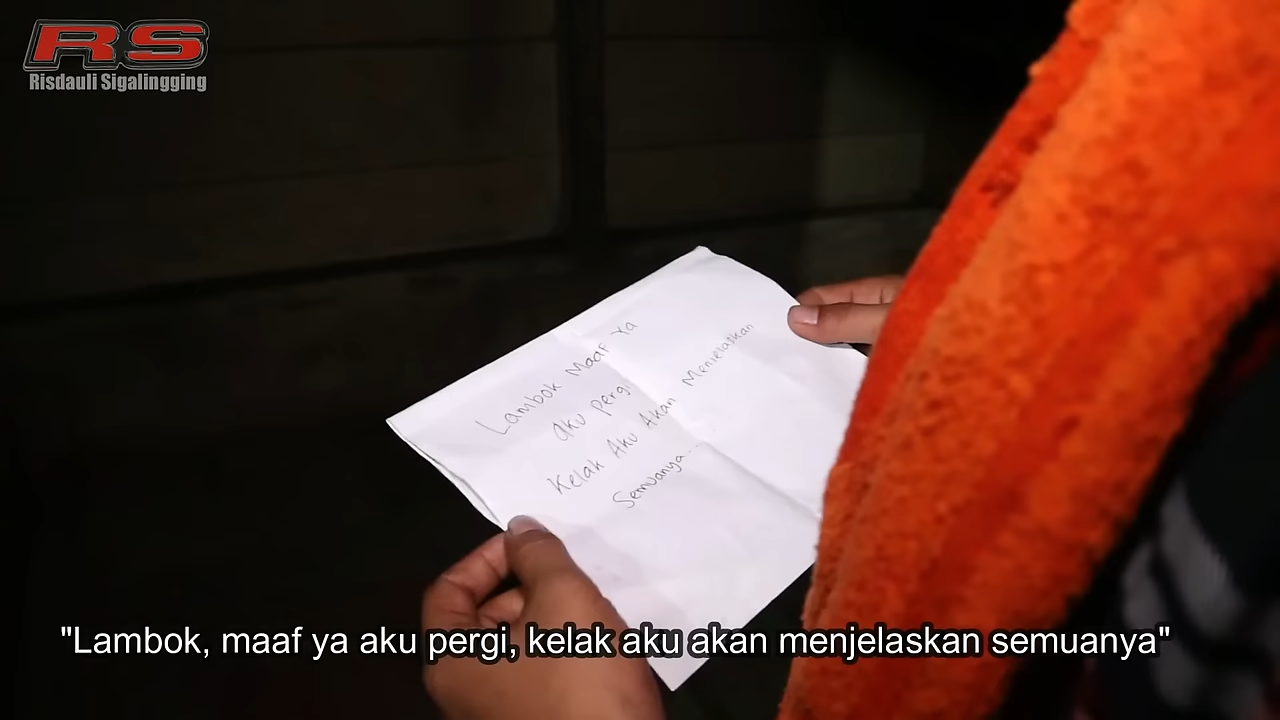 RS
Risdauli Sigalingging
Lambok Maaf Ya
aku pergi
Kelak Aku Akan Menjelaskan
Semuanya...
"Lambok, maaf ya aku pergi, kelak aku akan menjelaskan semuanya"